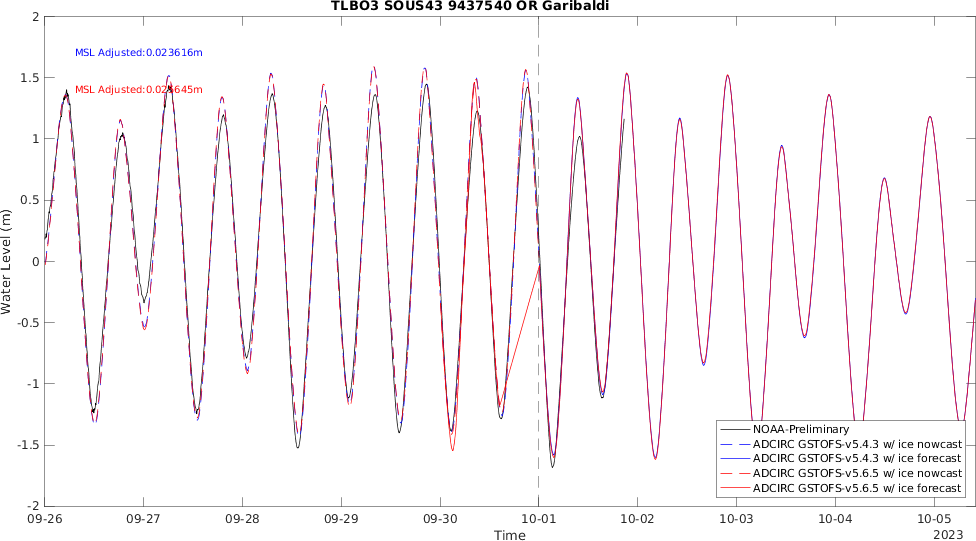 TLBO3 SOUS43 9437540 OR Garibaldi
2
1.5
1
0.5
0
-0.5
-1
-1.5
-2
Water Level (m)
MSL Adjusted:0.023616m
MSL
NOAA-Preliminary
ADCIRC GSTOFS-v5.4.3 w/ ice nowcast
ADCIRC GSTOFS-v5.4.3 w/ ice forecast
ADCIRC GSTOFS-v5.6.5 w/ ice nowcast
ADCIRC GSTOFS-v5.6.5 w/ ice forecast
09-26 09-27 09-28 09-29 09-30 10-01 10-02 10-03 10-04 10-05
Time
2023